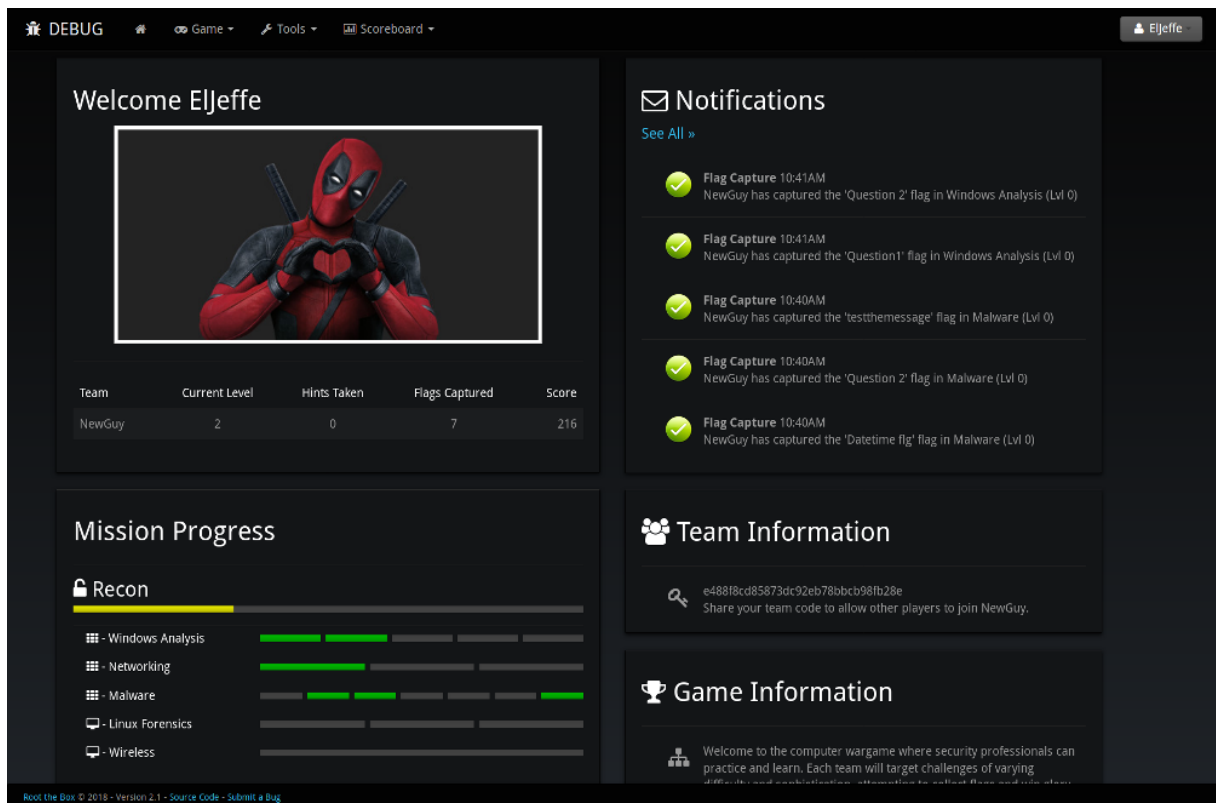 DEBUG Game Tools Scoreboard ElJeffe
Welcome ElJeffe
Team Current Level Hints Taken Flags Captured Score
NewGuy 2 0 7 216
Notifications
See All »
Flag Capture 10:41AM
NewGuy has captured the 'Question 2' flag in Windows Analysis (Lvl 0)
Flag Capture 10:41AM
NewGuy has captured the 'Question1' flag in Windows Analysis (Lvl 0)
Flag Capture 10:40AM
NewGuy has captured the 'testthemessage' flag in Malware (Lvl 0)
Flag Capture 10:40AM
NewGuy has captured the 'Question 2' flag in Malware (Lvl 0)
Flag Capture 10:40AM
NewGuy has captured the 'Datetime flg' flag in Malware (Lvl 0)
Mission Progress
Recon
- Windows Analysis
- Networking
- Malware
- Linux Forensics
- Wireless
Team Information
e488f8cd85873dc92eb78bbcb98fb28e
Share your team code to allow other players to join NewGuy.
Game Information
Welcome to the computer wargame where security professionals can
practice and learn. Each team will target challenges of varying
Root the Box © 2018 - Version 2.1 - Source Code - Submit a Bug